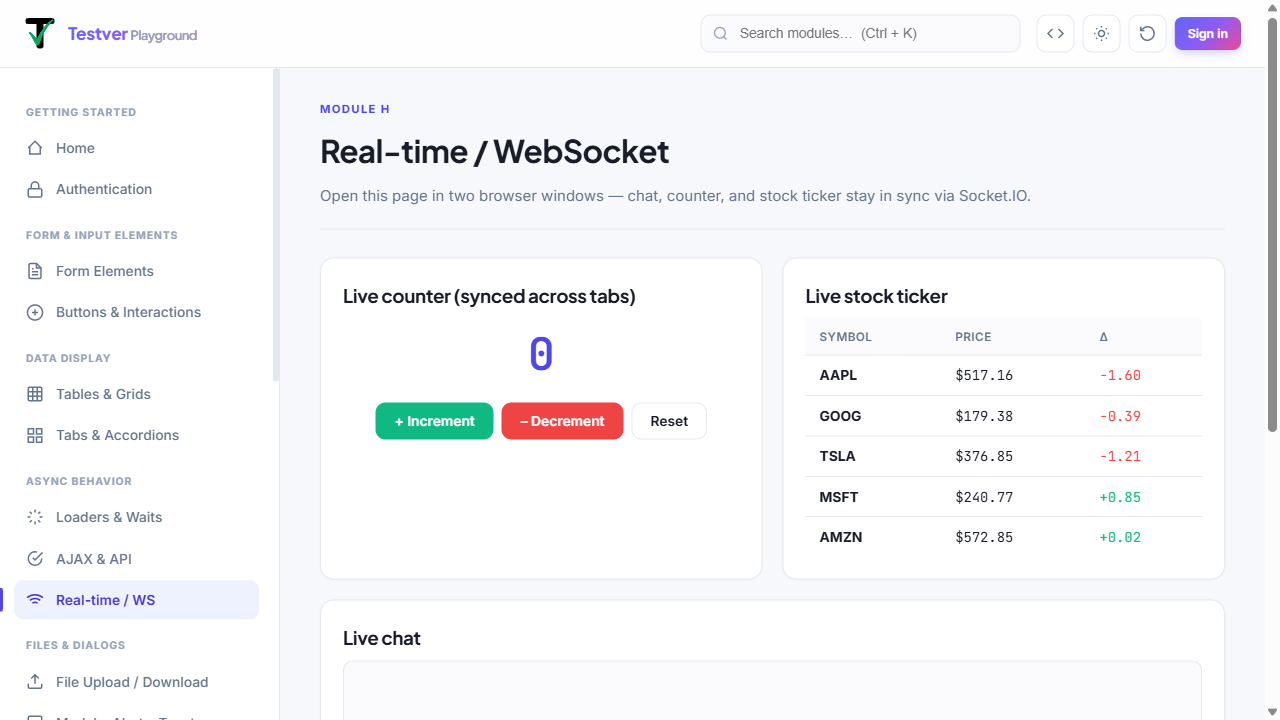 Testver Playground
Search modules... (Ctrl + K)
Sign in
GETTING STARTED
Home
Authentication
FORM & INPUT ELEMENTS
Form Elements
Buttons & Interactions
DATA DISPLAY
Tables & Grids
Tabs & Accordions
ASYNC BEHAVIOR
Loaders & Waits
AJAX & API
Real-time / WS
FILES & DIALOGS
File Upload / Download
MODULE H
Real-time / WebSocket
Open this page in two browser windows — chat, counter, and stock ticker stay in sync via Socket.IO.
Live counter (synced across tabs)
0
+ Increment
– Decrement
Reset
Live stock ticker
SYMBOL PRICE Δ
AAPL $517.16 -1.60
GOOG $179.38 -0.39
TSLA $376.85 -1.21
MSFT $240.77 +0.85
AMZN $572.85 +0.02
Live chat